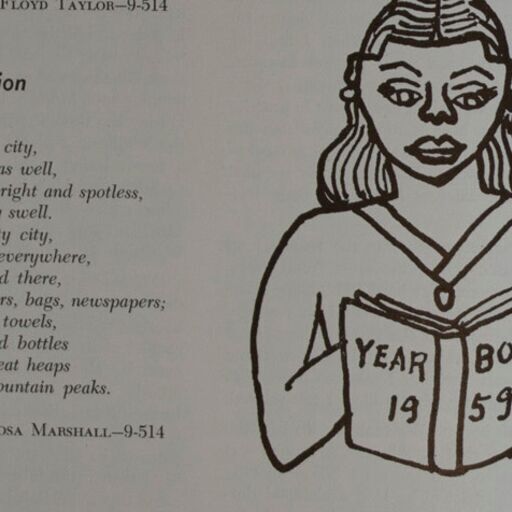 Floyd Taylor—9-514
ion
city,
as well,
right and spotless,
swell.
ty city,
everywhere,
d there,
rs, bags, newspapers;
towels,
d bottles
eat heaps
ountain peaks.
osa Marshall—9-514
YEAR BO
19 59